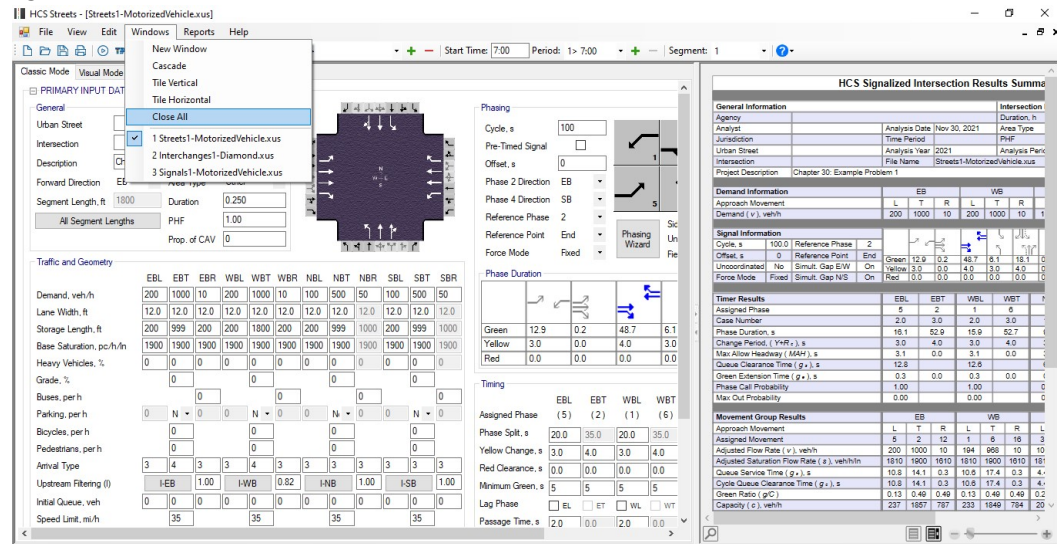 HCS Streets - [Streets1-MotorizedVehicle.xus]
File View Edit Windows Reports Help
Start Time: 7:00 Period: 1> 7:00 Segment: 1
New Window
Cascade
Tile Vertical
Tile Horizontal
Close All
1 Streets1-MotorizedVehicle.xus
2 Interchanges1-Diamond.xus
3 Signals1-MotorizedVehicle.xus
Classic Mode Visual Mode
PRIMARY INPUT DAT
General
Urban Street
Intersection
Description Ch
Forward Direction EB Area Type Other
Segment Length, ft 1800 Duration 0.250
All Segment Lengths PHF 1.00
Prop. of CAV 0
Phasing
Cycle, s 100
Pre-Timed Signal
Offset, s 0
Phase 2 Direction EB
Phase 4 Direction SB
Reference Phase 2
Reference Point End
Force Mode Fixed
Phasing Wizard
1
5
Traffic and Geometry
EBL EBT EBR WBL WBT WBR NBL NBT NBR SBL SBT SBR
Demand, veh/h 200 1000 10 200 1000 10 100 500 50 100 500 50
Lane Width, ft 12.0 12.0 12.0 12.0 12.0 12.0 12.0 12.0 12.0 12.0 12.0 12.0
Storage Length, ft 200 999 200 200 1800 200 200 999 1000 200 999 1000
Base Saturation, pc/h/ln 1900 1900 1900 1900 1900 1900 1900 1900 1900 1900 1900 1900
Heavy Vehicles, % 0 0 0 0 0 0 0 0 0 0 0 0
Grade, % 0 0 0 0
Buses, per h 0 0 0 0
Parking, per h 0 N 0 0 N 0 0 N 0 0 N 0
Bicycles, per h 0 0 0 0
Pedestrians, per h 0 0 0 0
Arrival Type 3 4 3 3 4 3 3 3 3 3 3 3
Upstream Filtering (I) I-EB 1.00 I-WB 0.82 I-NB 1.00 I-SB 1.00
Initial Queue, veh 0 0 0 0 0 0 0 0 0 0 0 0
Speed Limit, mi/h 35 35 35 35
Phase Duration
Green 12.9 0.2 48.7 6.1
Yellow 3.0 0.0 4.0 3.0
Red 0.0 0.0 0.0 0.0
Timing
EBL EBT WBL WBT
Assigned Phase (5) (2) (1) (6)
Phase Split, s 20.0 35.0 20.0 35.0
Yellow Change, s 3.0 4.0 3.0 4.0
Red Clearance, s 0.0 0.0 0.0 0.0
Minimum Green, s 5 5 5 5
Lag Phase EL ET WL WT
Passage Time, s 2.0 0.0 2.0 0.0
HCS Signalized Intersection Results Summa
General Information Intersection
Agency Duration, h
Analyst Analysis Date Nov 30, 2021 Area Type
Jurisdiction Time Period PHF
Urban Street Analysis Year 2021 Analysis Peri
Intersection File Name Streets1-MotorizedVehicle.xus
Project Description Chapter 30: Example Problem 1
Demand Information EB WB
Approach Movement L T R L T R
Demand ( v ), veh/h 200 1000 10 200 1000 10
Signal Information
Cycle, s 100.0 Reference Phase 2
Offset, s 0 Reference Point End
Uncoordinated No Simult. Gap E/W On
Force Mode Fixed Simult. Gap N/S On
Green 12.9 0.2 48.7 6.1 18.1
Yellow 3.0 0.0 4.0 3.0 4.0
Red 0.0 0.0 0.0 0.0 0.0
Timer Results EBL EBT WBL WBT
Assigned Phase 5 2 1 6
Case Number 2.0 3.0 2.0 3.0
Phase Duration, s 16.1 52.9 15.9 52.7
Change Period, ( Y+Rc ), s 3.0 4.0 3.0 4.0
Max Allow Headway ( MAH ), s 3.1 0.0 3.1 0.0
Queue Clearance Time ( gs ), s 12.8 12.6
Green Extension Time ( ge ), s 0.3 0.0 0.3 0.0
Phase Call Probability 1.00 1.00
Max Out Probability 0.00 0.00
Movement Group Results EB WB
Approach Movement L T R L T R L
Assigned Movement 5 2 12 1 6 16 3
Adjusted Flow Rate ( v ), veh/h 200 1000 10 194 968 10 10
Adjusted Saturation Flow Rate ( s ), veh/h/ln 1810 1900 1610 1810 1900 1610 181
Queue Service Time ( gs ), s 10.8 14.1 0.3 10.6 17.4 0.3 4.
Cycle Queue Clearance Time ( gc ), s 10.8 14.1 0.3 10.6 17.4 0.3 4.
Green Ratio ( g/C ) 0.13 0.49 0.49 0.13 0.49 0.49 0.2
Capacity ( c ), veh/h 237 1857 787 233 1849 784 20